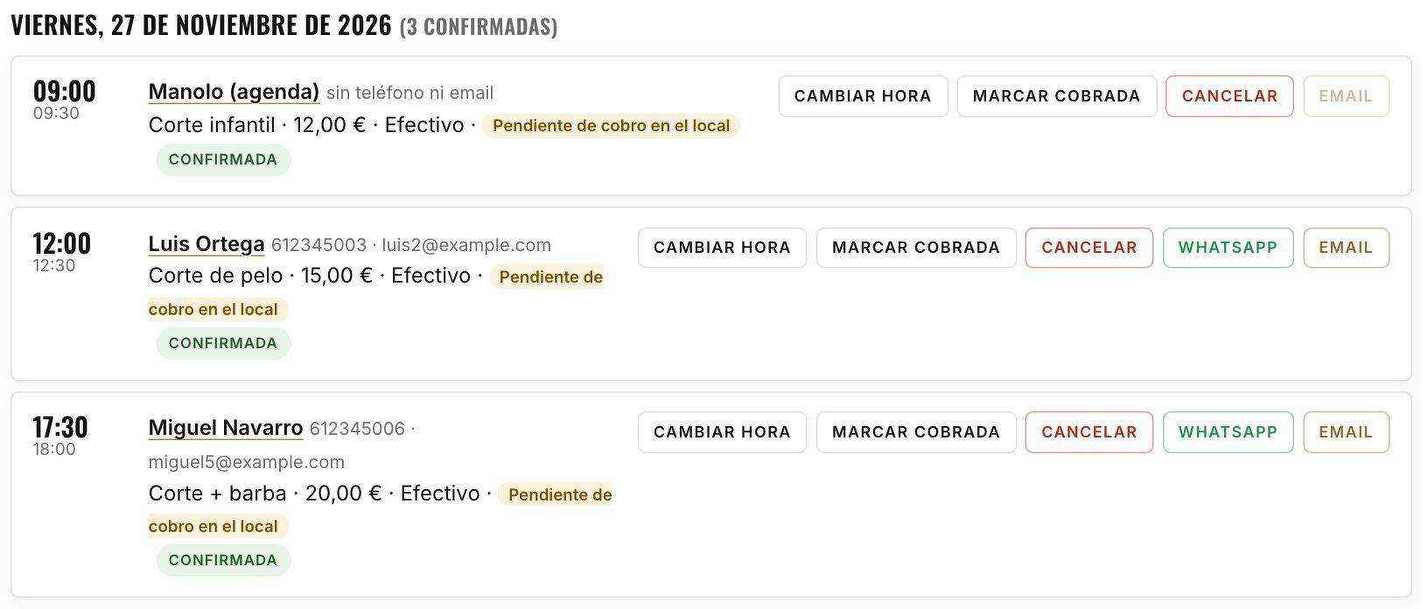 VIERNES, 27 DE NOVIEMBRE DE 2026 (3 CONFIRMADAS)
09:00
09:30
Manolo (agenda) sin teléfono ni email
Corte infantil · 12,00 € · Efectivo · Pendiente de cobro en el local
CONFIRMADA
CAMBIAR HORA MARCAR COBRADA CANCELAR EMAIL
12:00
12:30
Luis Ortega 612345003 · luis2@example.com
Corte de pelo · 15,00 € · Efectivo · Pendiente de
cobro en el local
CONFIRMADA
CAMBIAR HORA MARCAR COBRADA CANCELAR WHATSAPP EMAIL
17:30
18:00
Miguel Navarro 612345006 ·
miguel5@example.com
Corte + barba · 20,00 € · Efectivo · Pendiente de
cobro en el local
CONFIRMADA
CAMBIAR HORA MARCAR COBRADA CANCELAR WHATSAPP EMAIL